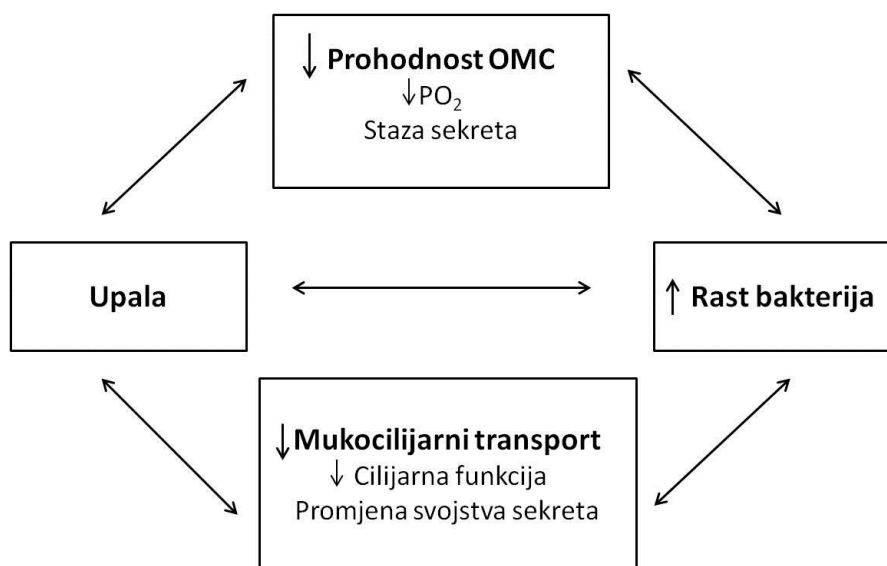 ↓ Prohodnost OMC
↓PO₂
Staza sekreta
Upala
↑ Rast bakterija
↓Mukocilijarni transport
↓ Cilijarna funkcija
Promjena svojstva sekreta